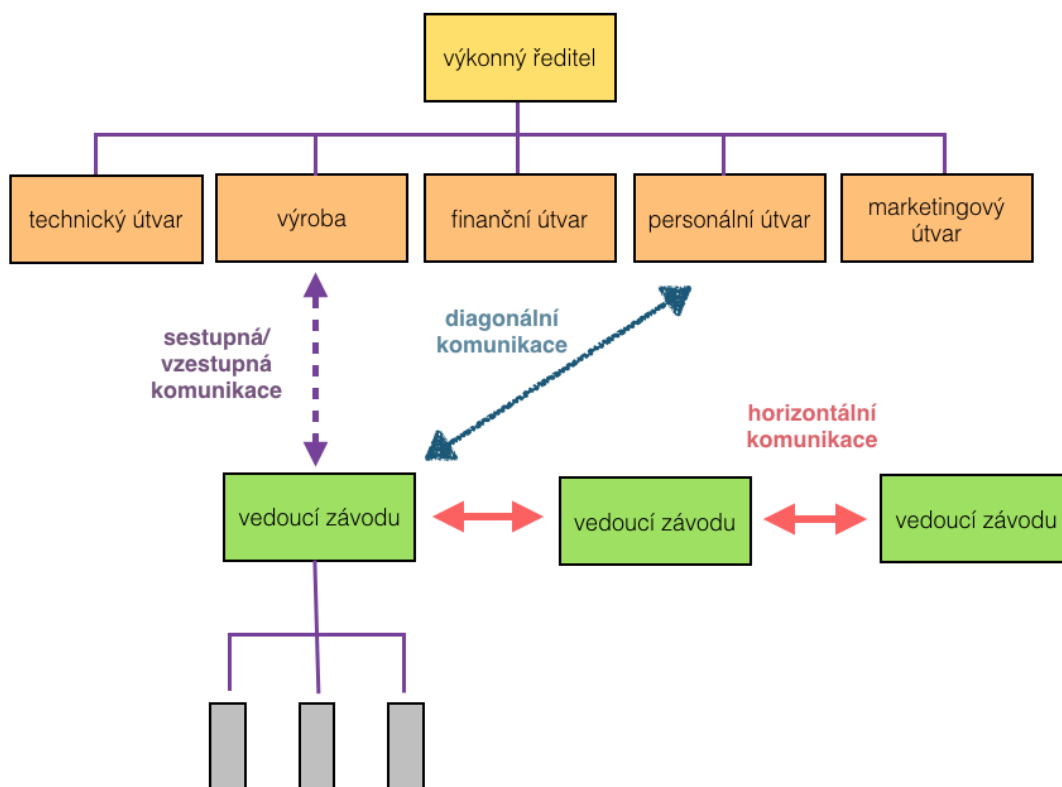 výkonný ředitel
technický útvar
výroba
finanční útvar
personální útvar
marketingový
útvar
sestupná/
vzestupná
komunikace
diagonální
komunikace
horizontální
komunikace
vedoucí závodu
vedoucí závodu
vedoucí závodu